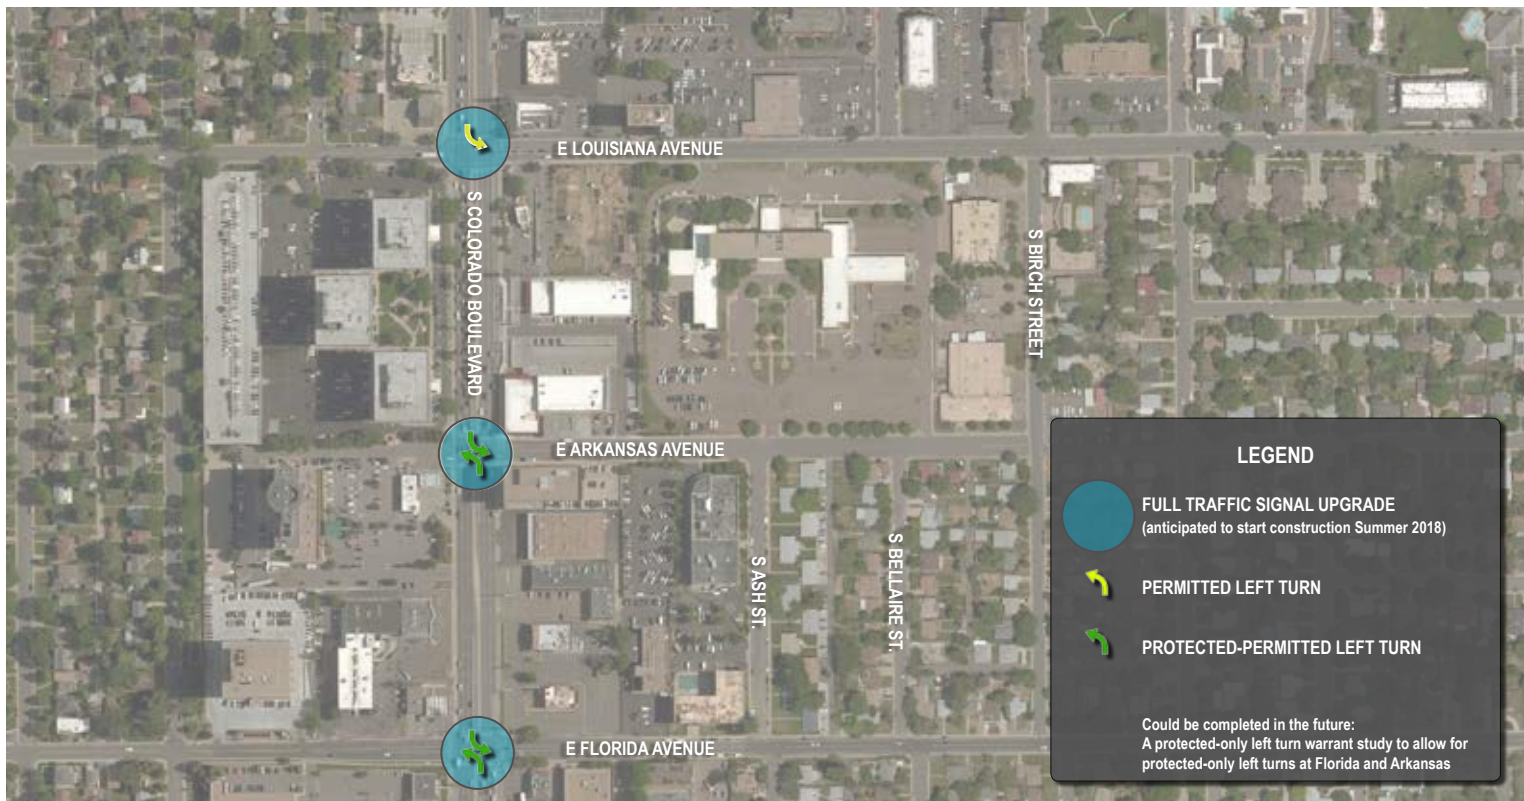 E LOUISIANA AVENUE
S COLORADO BOULEVARD
S BIRCH STREET
E ARKANSAS AVENUE
S ASH ST.
S BELLAIRE ST.
E FLORIDA AVENUE
LEGEND
FULL TRAFFIC SIGNAL UPGRADE
(anticipated to start construction Summer 2018)
PERMITTED LEFT TURN
PROTECTED-PERMITTED LEFT TURN
Could be completed in the future:
A protected-only left turn warrant study to allow for
protected-only left turns at Florida and Arkansas